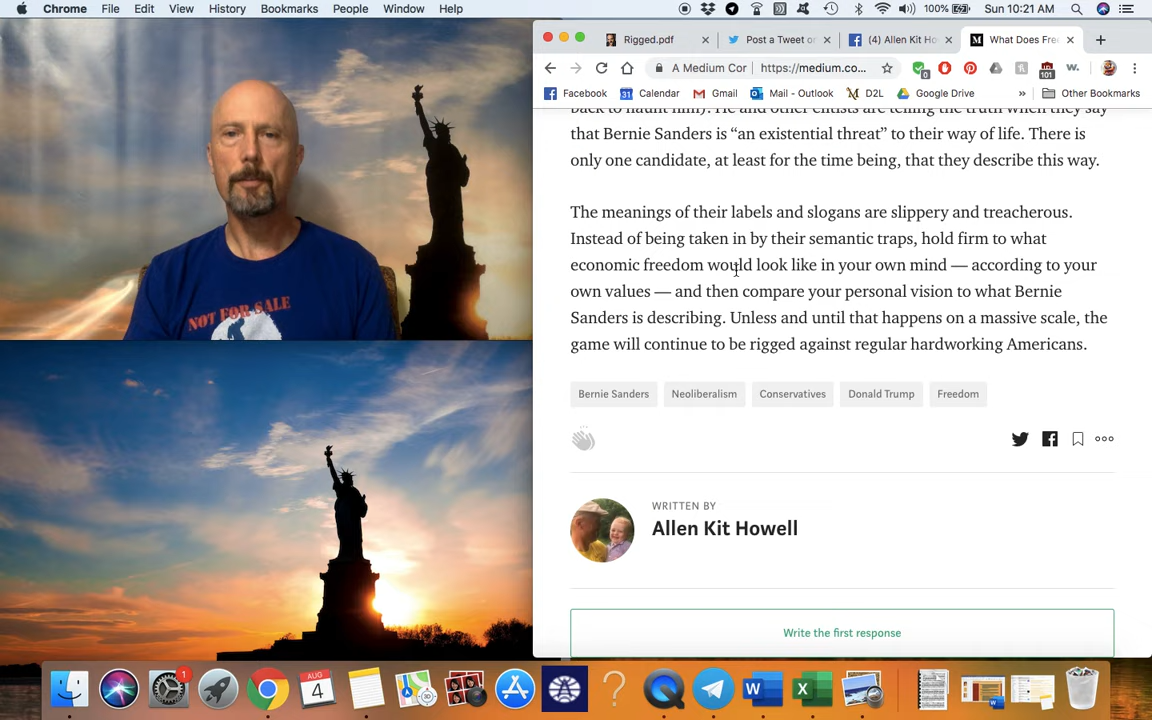 Chrome File Edit View History Bookmarks People Window Help 100% Sun 10:21 AM
NOT FOR SALE
Rigged.pdf Post a Tweet or (4) Allen Kit Ho What Does Fre
A Medium Cor https://medium.co... 0 101 w.
Facebook 31 Calendar Gmail Mail - Outlook D2L Google Drive » Other Bookmarks
that Bernie Sanders is “an existential threat” to their way of life. There is
only one candidate, at least for the time being, that they describe this way.
The meanings of their labels and slogans are slippery and treacherous.
Instead of being taken in by their semantic traps, hold firm to what
economic freedom would look like in your own mind — according to your
own values — and then compare your personal vision to what Bernie
Sanders is describing. Unless and until that happens on a massive scale, the
game will continue to be rigged against regular hardworking Americans.
Bernie Sanders Neoliberalism Conservatives Donald Trump Freedom
WRITTEN BY
Allen Kit Howell
Write the first response
1 AUG 4 3D ? W X